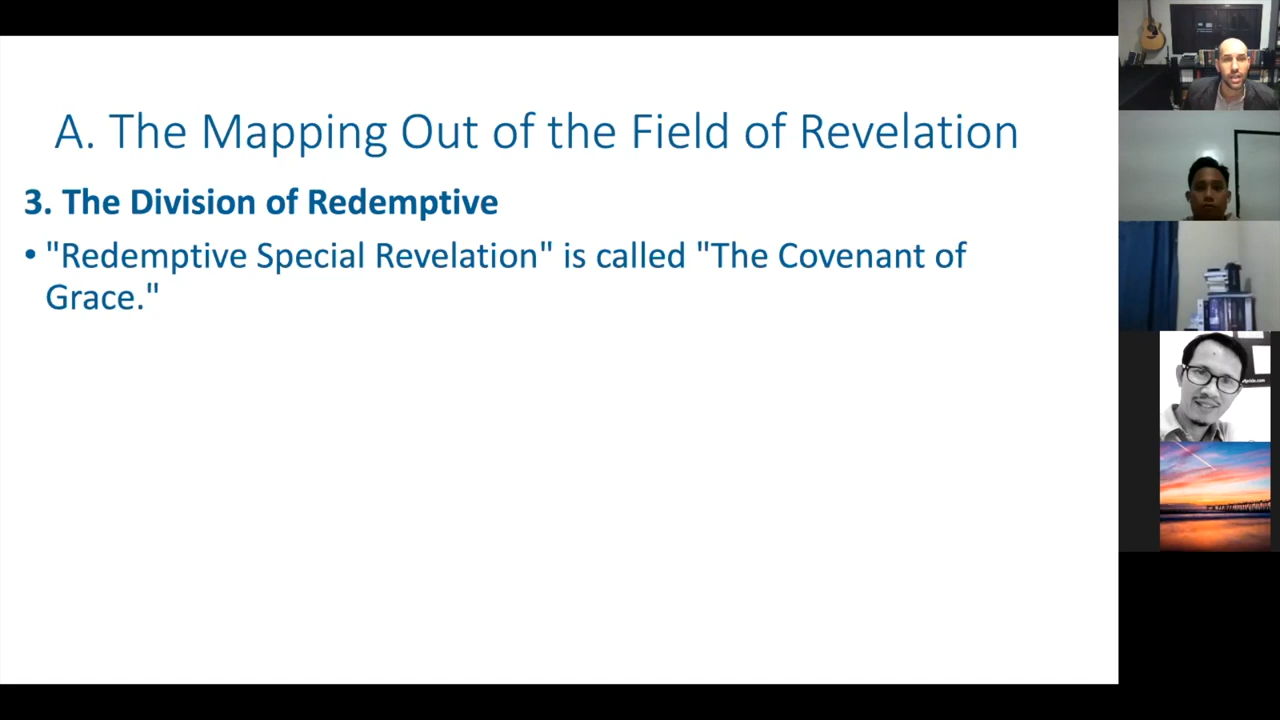 A. The Mapping Out of the Field of Revelation
3. The Division of Redemptive
• "Redemptive Special Revelation" is called "The Covenant of
Grace."